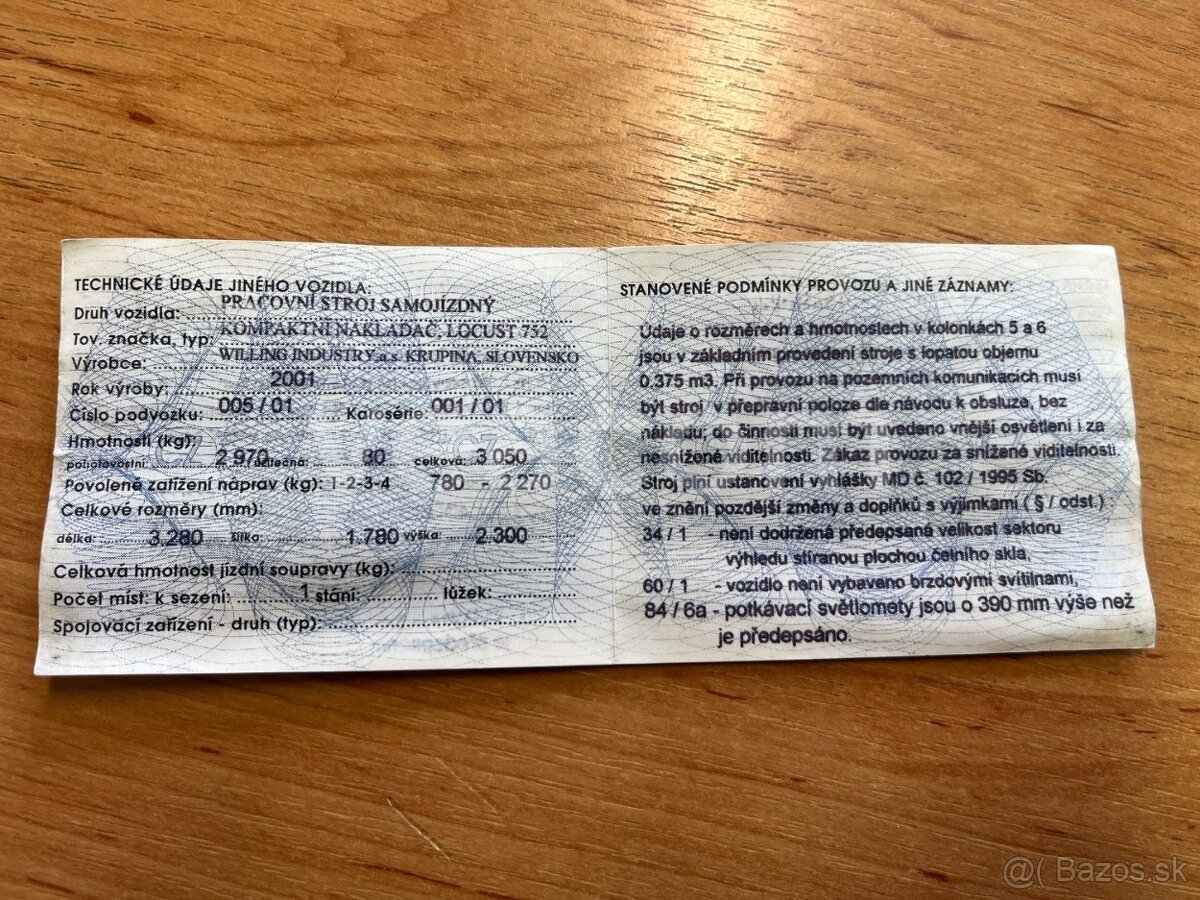 TECHNICKÉ ÚDAJE JINÉHO VOZIDLA:
Druh vozidla: PRACOVNÍ STROJ SAMOJÍZDNÝ
Tov. značka, typ: KOMPAKTNÍ NAKLADAČ, LOCUST 752
Výrobce: WILLING INDUSTRY a.s. KRUPINA, SLOVENSKO
Rok výroby: 2001
Číslo podvozku: 005 / 01 Karosérie: 001 / 01
Hmotnosti (kg):
pohotovostní: 2 970 užitečná: 80 celková: 3 050
Povolené zatížení náprav (kg): 1-2-3-4 780 - 2 270
Celkové rozměry (mm):
délka: 3.280 šířka: 1.780 výška: 2.300
Celková hmotnost jízdní soupravy (kg):
Počet míst: k sezení: 1 stání: lůžek:
Spojovací zařízení - druh (typ):
STANOVENÉ PODMÍNKY PROVOZU A JINÉ ZÁZNAMY:
Údaje o rozměrech a hmotnostech v kolonkách 5 a 6
jsou v základním provedení stroje s lopatou objemu
0.375 m3. Při provozu na pozemních komunikacích musí
být stroj v přepravní poloze dle návodu k obsluze, bez
nákladu; do činnosti musí být uvedeno vnější osvětlení i za
nesnížené viditelnosti. Zákaz provozu za snížené viditelnosti.
Stroj plní ustanovení vyhlášky MD č. 102 / 1995 Sb.
ve znění pozdější změny a doplňků s výjimkami ( § / odst.) :
34 / 1 - není dodržená předepsaná velikost sektoru
výhledu stíranou plochou čelního skla,
60 / 1 - vozidlo není vybaveno brzdovými svítilnami,
84 / 6a - potkávací světlomety jsou o 390 mm výše než
je předepsáno.
@( Bazos.sk